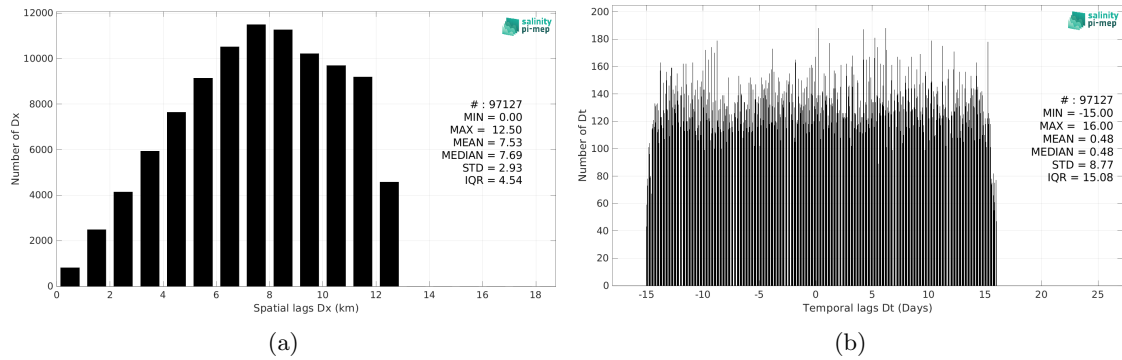 12000
10000
8000
6000
4000
2000
0
0 2 4 6 8 10 12 14 16 18
Number of Dx
Spatial lags Dx (km)
salinity
pi-mep
# : 97127
MIN = 0.00
MAX = 12.50
MEAN = 7.53
MEDIAN = 7.69
STD = 2.93
IQR = 4.54
(a)
200
180
160
140
120
100
80
60
40
20
0
-15 -10 -5 0 5 10 15 20 25
Number of Dt
Temporal lags Dt (Days)
salinity
pi-mep
# : 97127
MIN = -15.00
MAX = 16.00
MEAN = 0.48
MEDIAN = 0.48
STD = 8.77
IQR = 15.08
(b)